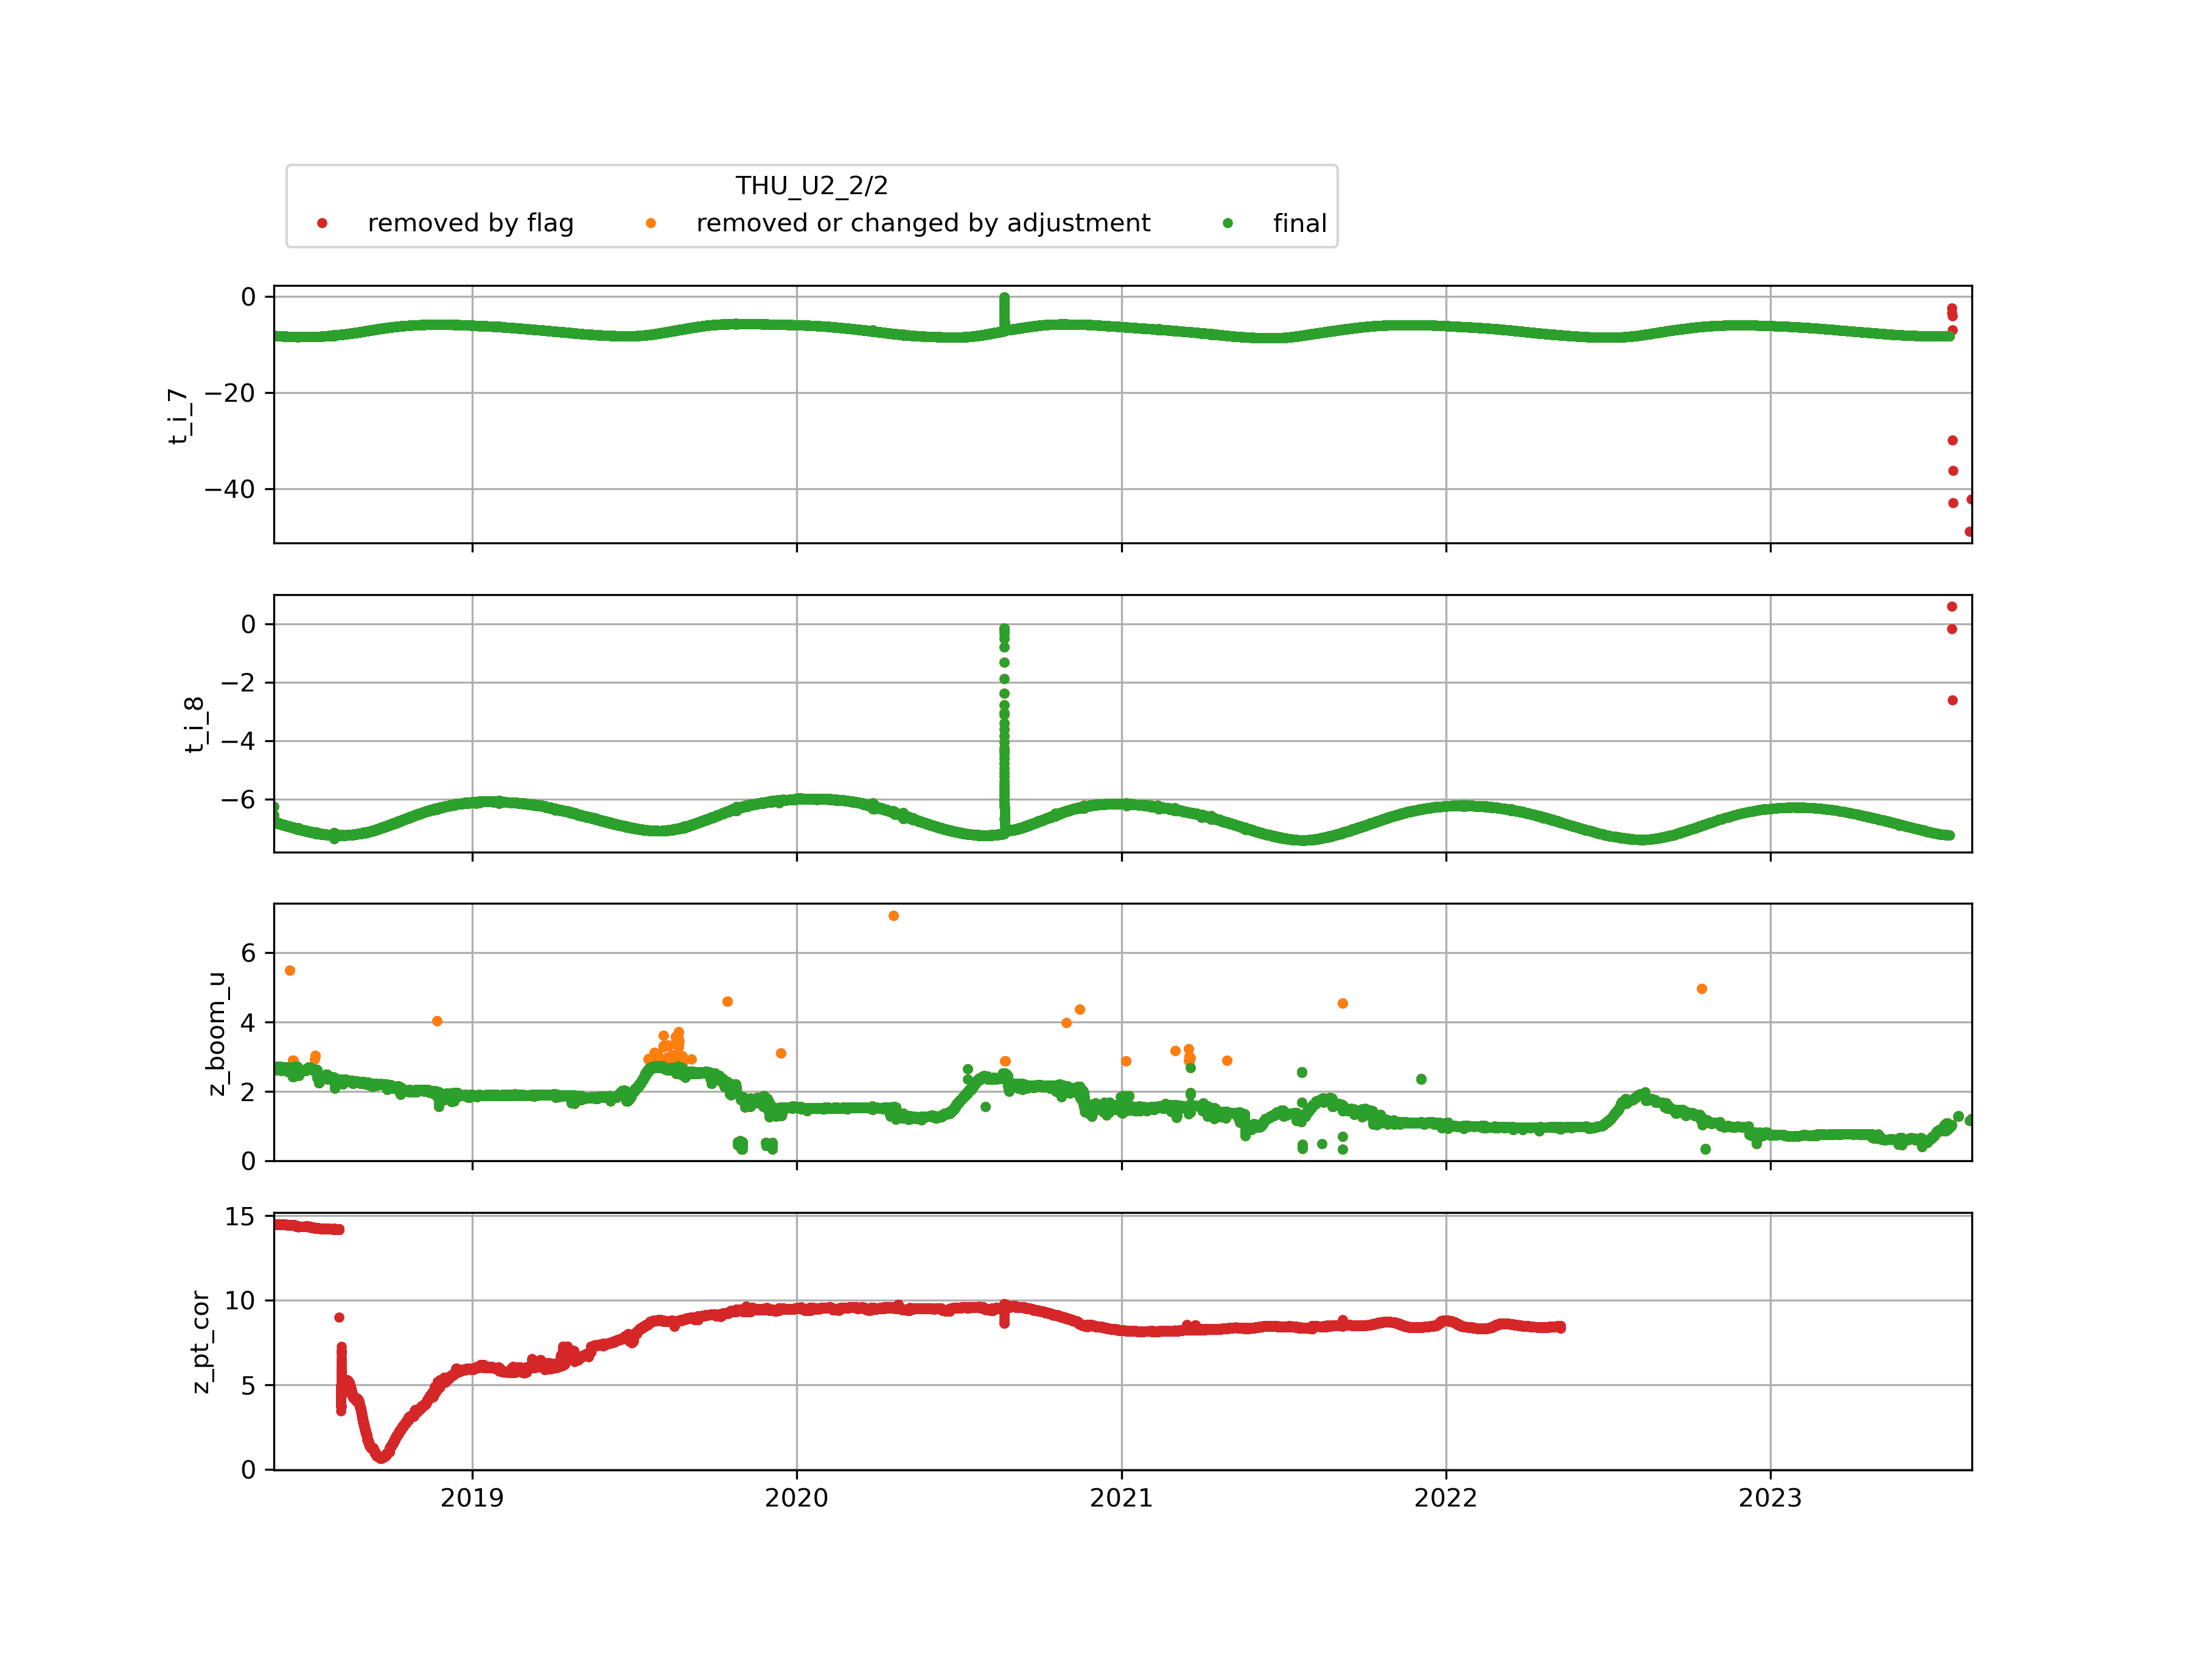 THU_U2_2/2
removed by flag removed or changed by adjustment final
0
−20
−40
t_i_7
0
−2
−4
−6
t_i_8
6
4
2
0
z_boom_u
15
10
5
0
z_pt_cor
2019 2020 2021 2022 2023